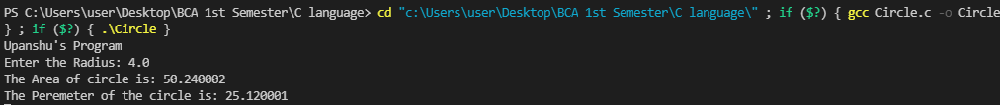 PS C:\Users\user\Desktop\BCA 1st Semester\C language> cd "c:\Users\user\Desktop\BCA 1st Semester\C language\" ; if ($?) { gcc Circle.c -o Circle
} ; if ($?) { .\Circle }
Upanshu's Program
Enter the Radius: 4.0
The Area of circle is: 50.240002
The Peremeter of the circle is: 25.120001